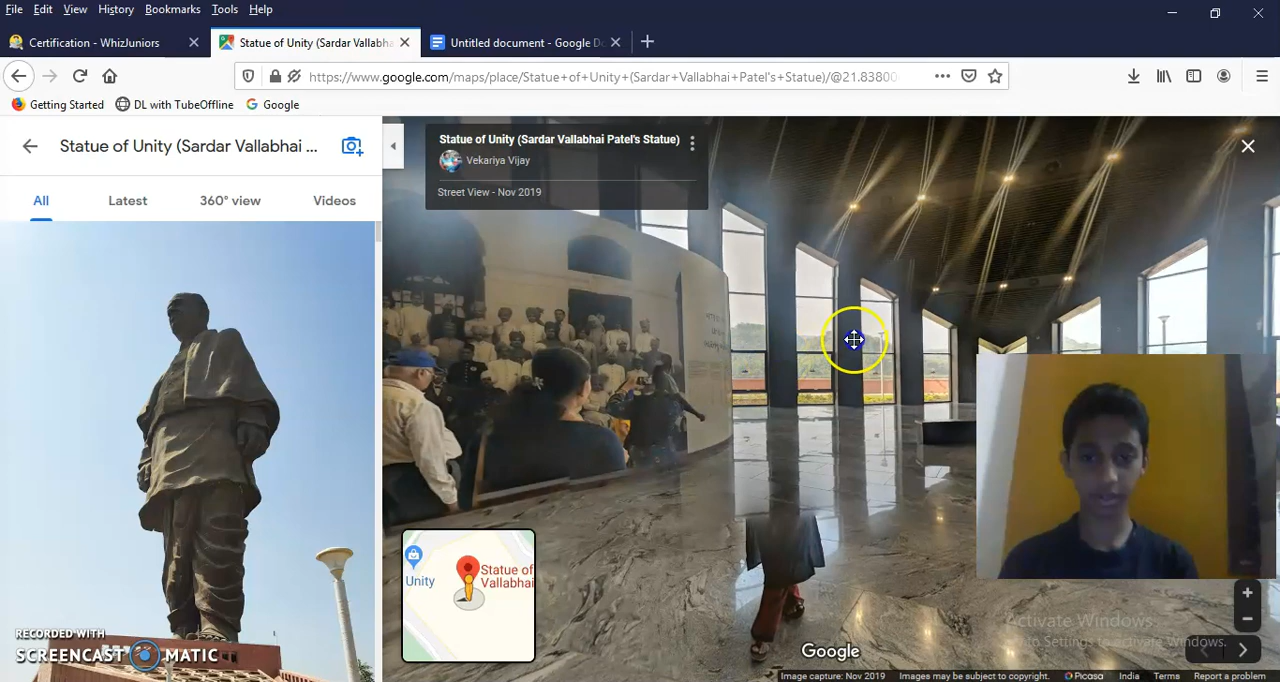 File Edit View History Bookmarks Tools Help
Certification - WhizJuniors
Statue of Unity (Sardar Vallabha
Untitled document - Google Do
https://www.google.com/maps/place/Statue+of+Unity+(Sardar+Vallabhai+Patel's+Statue)/@21.83800
Getting Started DL with TubeOffline Google
Statue of Unity (Sardar Vallabhai ...
All Latest 360° view Videos
Statue of Unity (Sardar Vallabhai Patel's Statue)
Vekariya Vijay
Street View - Nov 2019
Unity
Statue of
Vallabhai
RECORDED WITH
SCREENCAST MATIC
Google
Activate Windows
to Settings to activate Windows.
Image capture: Nov 2019 Images may be subject to copyright. Picasa India Terms Report a problem